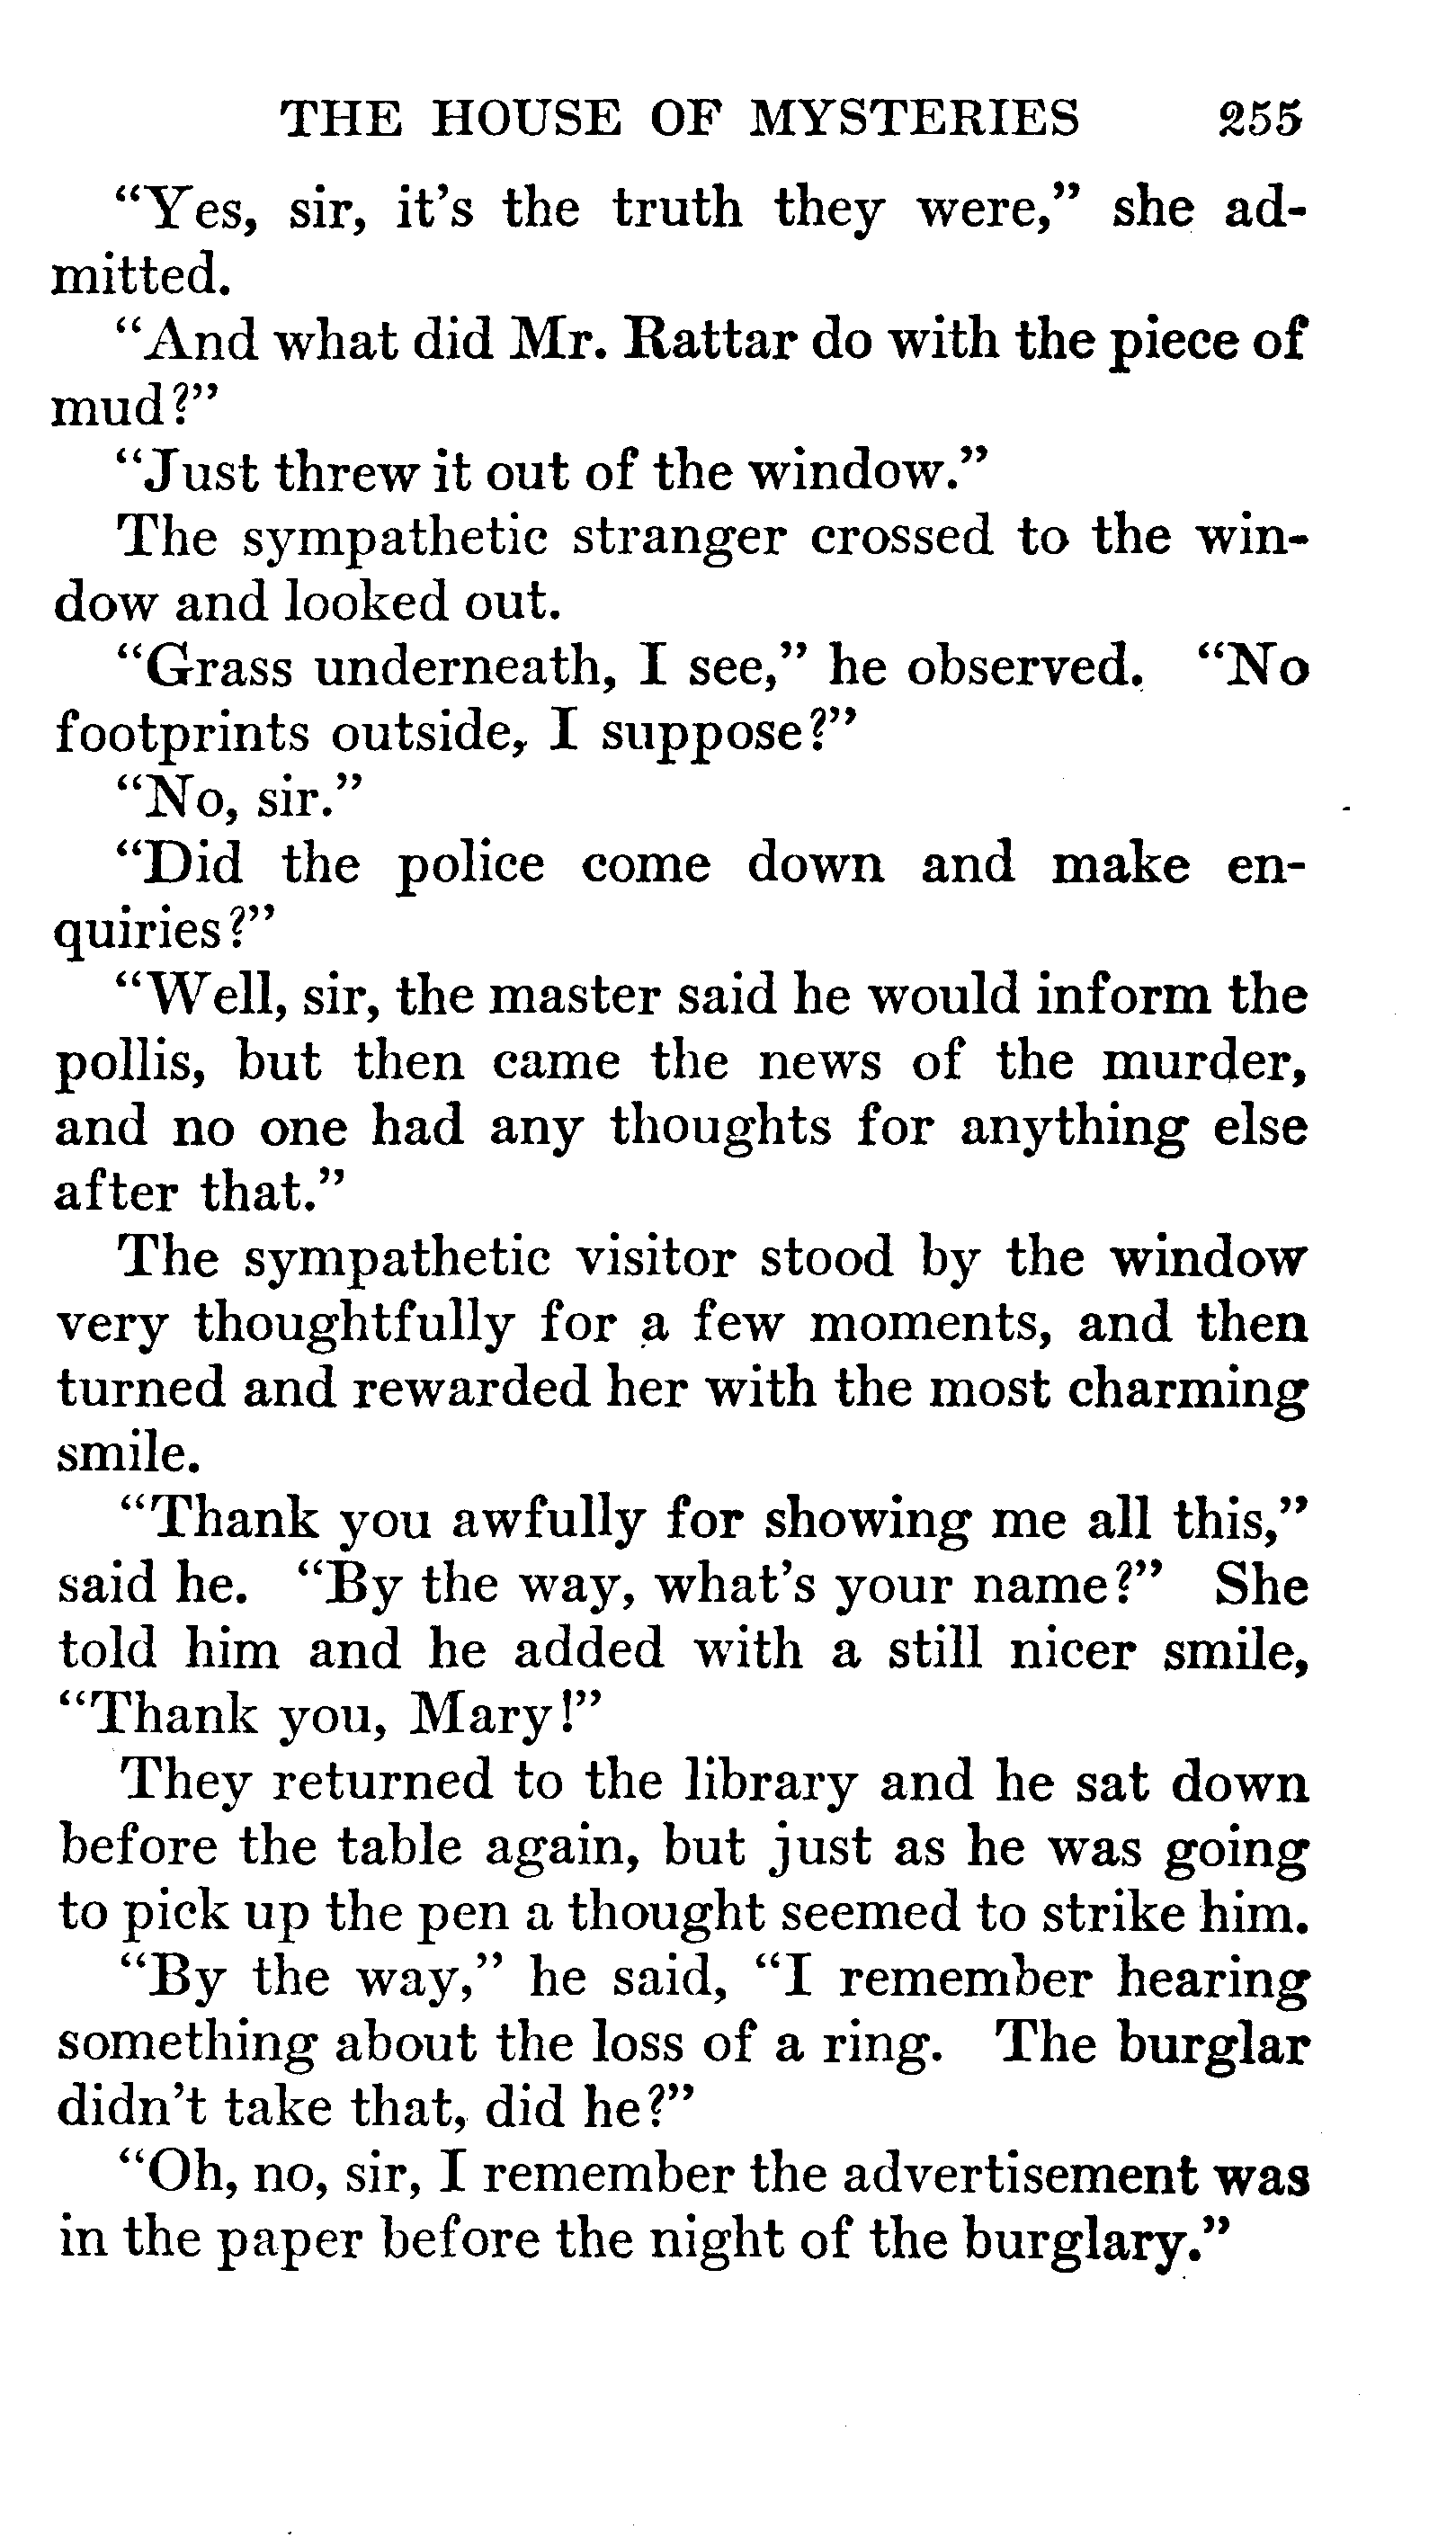 THE HOUSE OF MYSTERIES 255
“Yes, sir, it’s the truth they were,” she ad-
mitted.
“And what did Mr. Rattar do with the piece of
mud?”
“Just threw it out of the window.”
The sympathetic stranger crossed to the win-
dow and looked out.
“Grass underneath, I see,” he observed. “No
footprints outside, I suppose?”
“No, sir.”
“Did the police come down and make en-
quiries?”
“Well, sir, the master said he would inform the
pollis, but then came the news of the murder,
and no one had any thoughts for anything else
after that.”
The sympathetic visitor stood by the window
very thoughtfully for a few moments, and then
turned and rewarded her with the most charming
smile.
“Thank you awfully for showing me all this,”
said he. “By the way, what’s your name?” She
told him and he added with a still nicer smile,
“Thank you, Mary!”
They returned to the library and he sat down
before the table again, but just as he was going
to pick up the pen a thought seemed to strike him.
“By the way,” he said, “I remember hearing
something about the loss of a ring. The burglar
didn’t take that, did he?”
“Oh, no, sir, I remember the advertisement was
in the paper before the night of the burglary.”